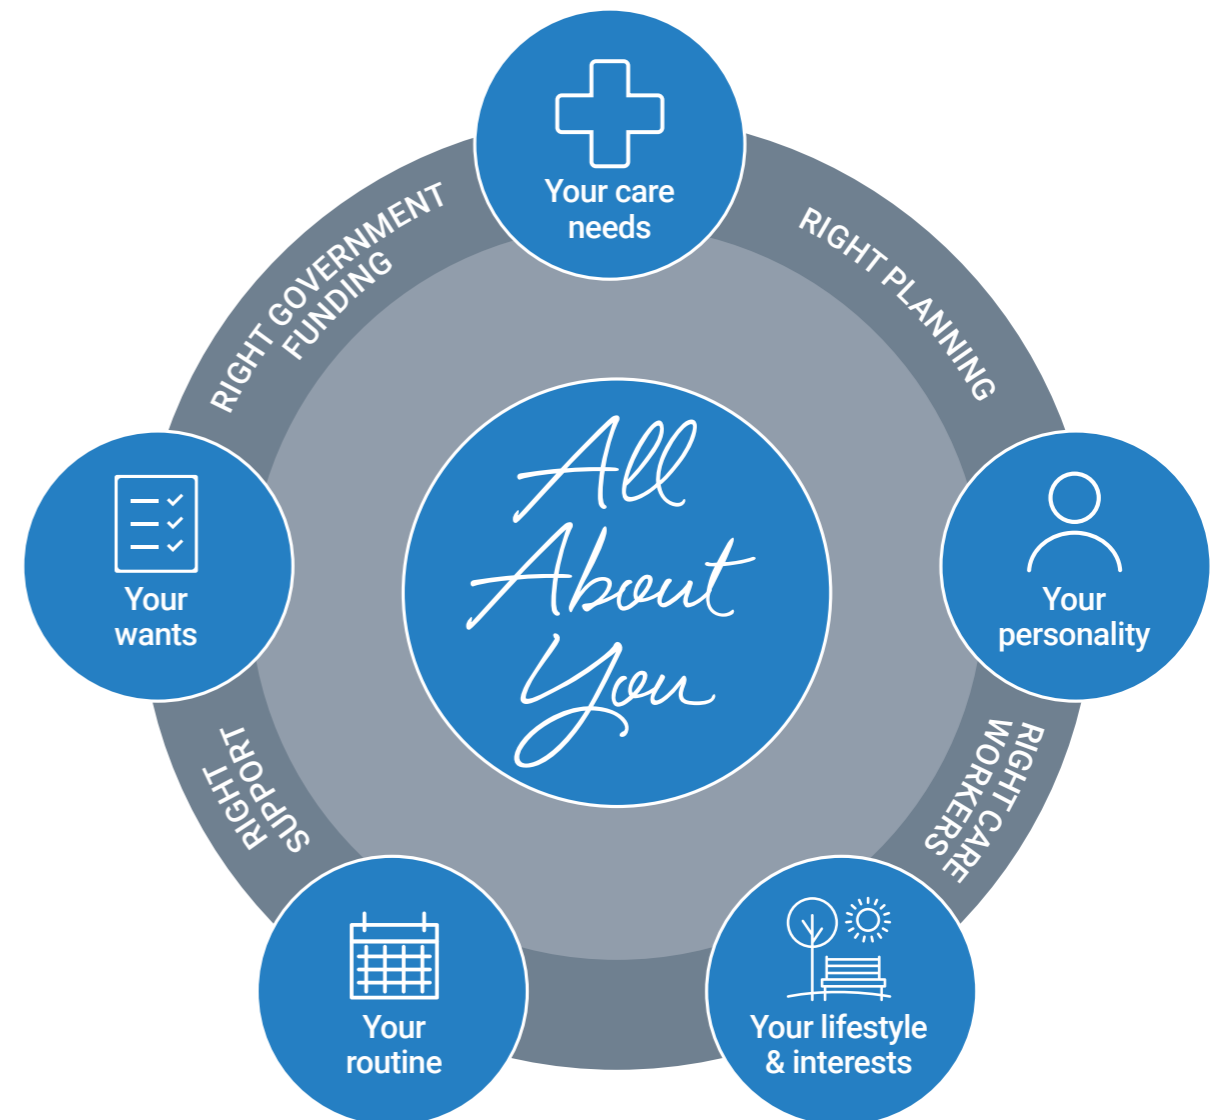 Your care
needs
RIGHT GOVERNMENT
FUNDING
RIGHT PLANNING
All
About
You
Your
wants
Your
personality
RIGHT
SUPPORT
RIGHT CARE
WORKERS
Your
routine
Your lifestyle
& interests